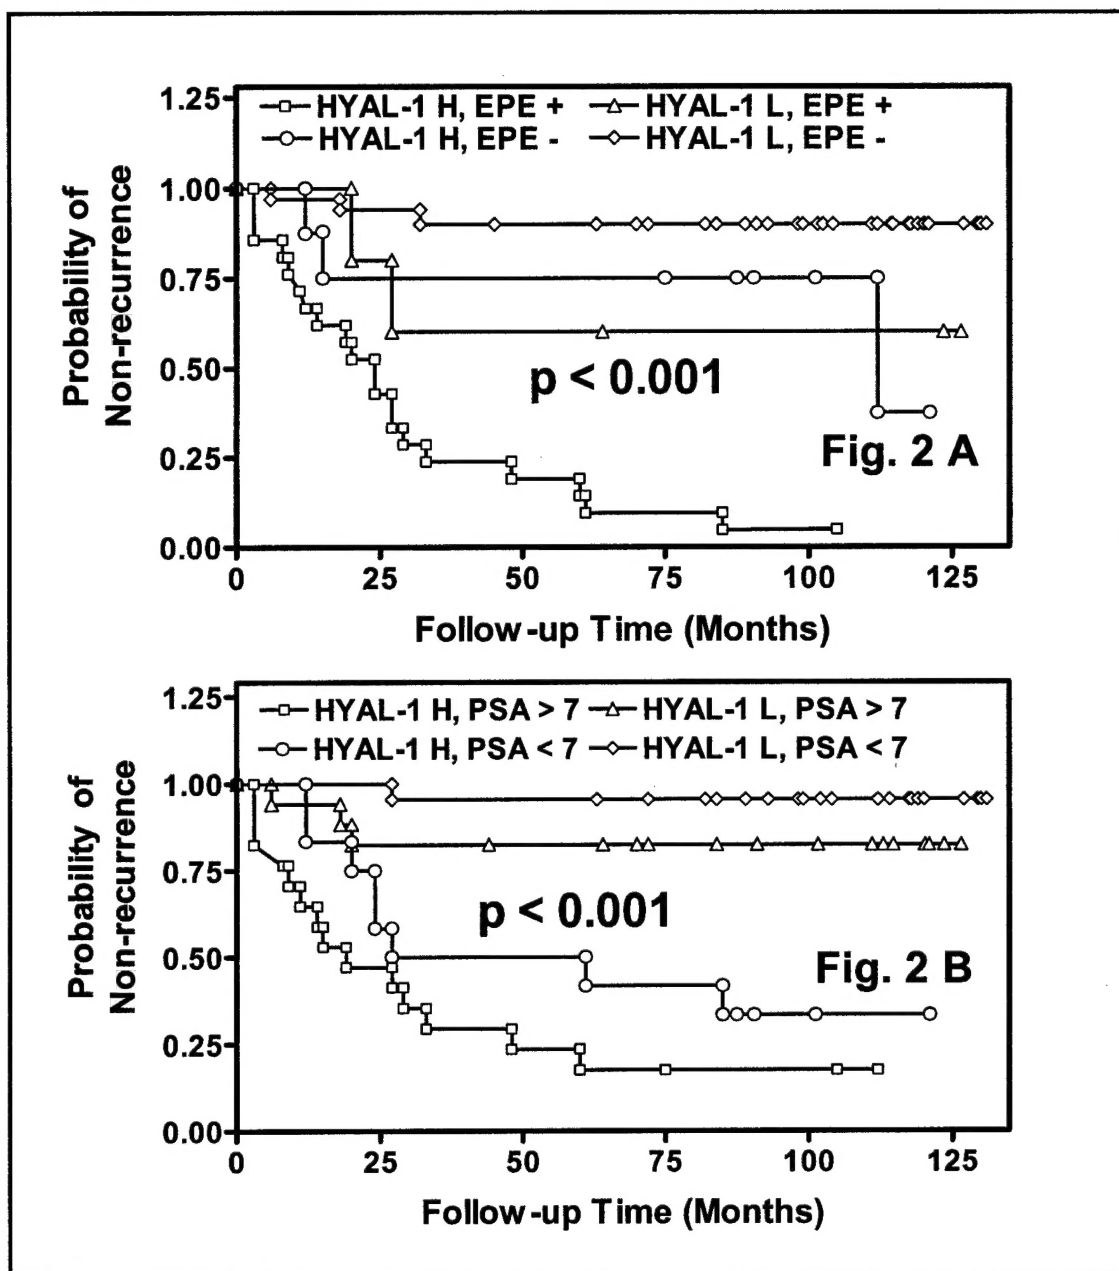 1.25
HYAL-1 H, EPE + HYAL-1 L, EPE +
HYAL-1 H, EPE - HYAL-1 L, EPE -
1.00
0.75
0.50
0.25
0.00
Probability of
Non-recurrence
p < 0.001
Fig. 2 A
0 25 50 75 100 125
Follow-up Time (Months)
1.25
HYAL-1 H, PSA > 7 HYAL-1 L, PSA > 7
HYAL-1 H, PSA < 7 HYAL-1 L, PSA < 7
1.00
0.75
0.50
0.25
0.00
Probability of
Non-recurrence
p < 0.001
Fig. 2 B
0 25 50 75 100 125
Follow-up Time (Months)